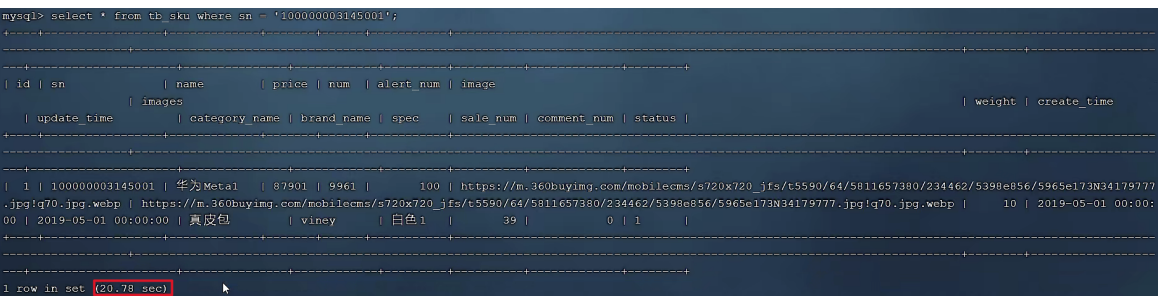 mysql> select * from tb_sku where sn = '100000003145001';
| id | sn | name | price | num | alert_num | image
| images | weight | create_time
| update_time | category_name | brand_name | spec | sale_num | comment_num | status |
| 1 | 100000003145001 | 华为Meta1 | 87901 | 9961 | 100 | https://m.360buyimg.com/mobilecms/s720x720_jfs/t5590/64/5811657380/234462/5398e856/5965e173N34179777
.jpg!q70.jpg.webp | https://m.360buyimg.com/mobilecms/s720x720_jfs/t5590/64/5811657380/234462/5398e856/5965e173N34179777.jpg!q70.jpg.webp | 10 | 2019-05-01 00:00:
00 | 2019-05-01 00:00:00 | 真皮包 | viney | 白色1 | 39 | 0 | 1 |
1 row in set (20.78 sec)